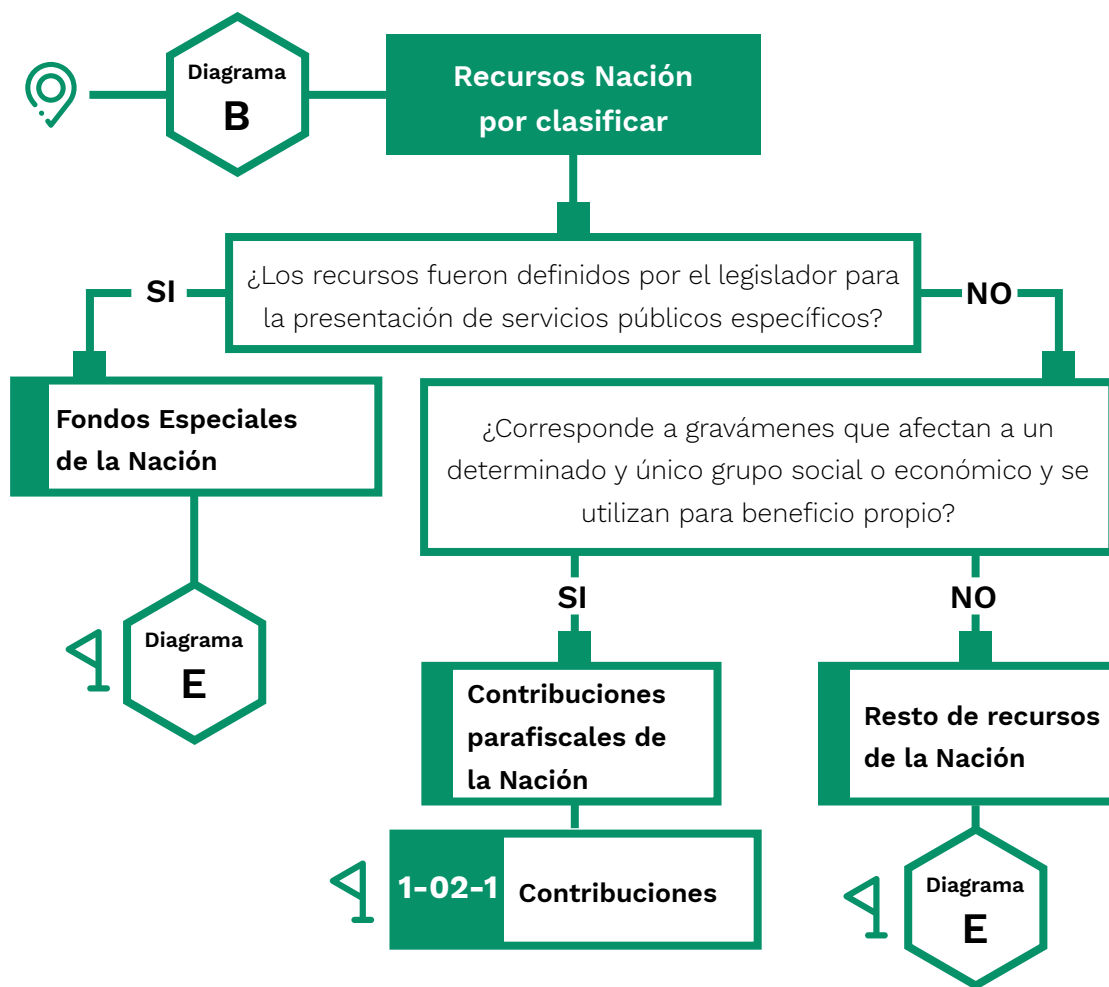 Diagrama
B
Recursos Nación
por clasificar
¿Los recursos fueron definidos por el legislador para
la presentación de servicios públicos específicos?
SI
NO
Fondos Especiales
de la Nación
¿Corresponde a gravámenes que afectan a un
determinado y único grupo social o económico y se
utilizan para beneficio propio?
Diagrama
E
SI
NO
Contribuciones
parafiscales de
la Nación
Resto de recursos
de la Nación
1-02-1
Contribuciones
Diagrama
E